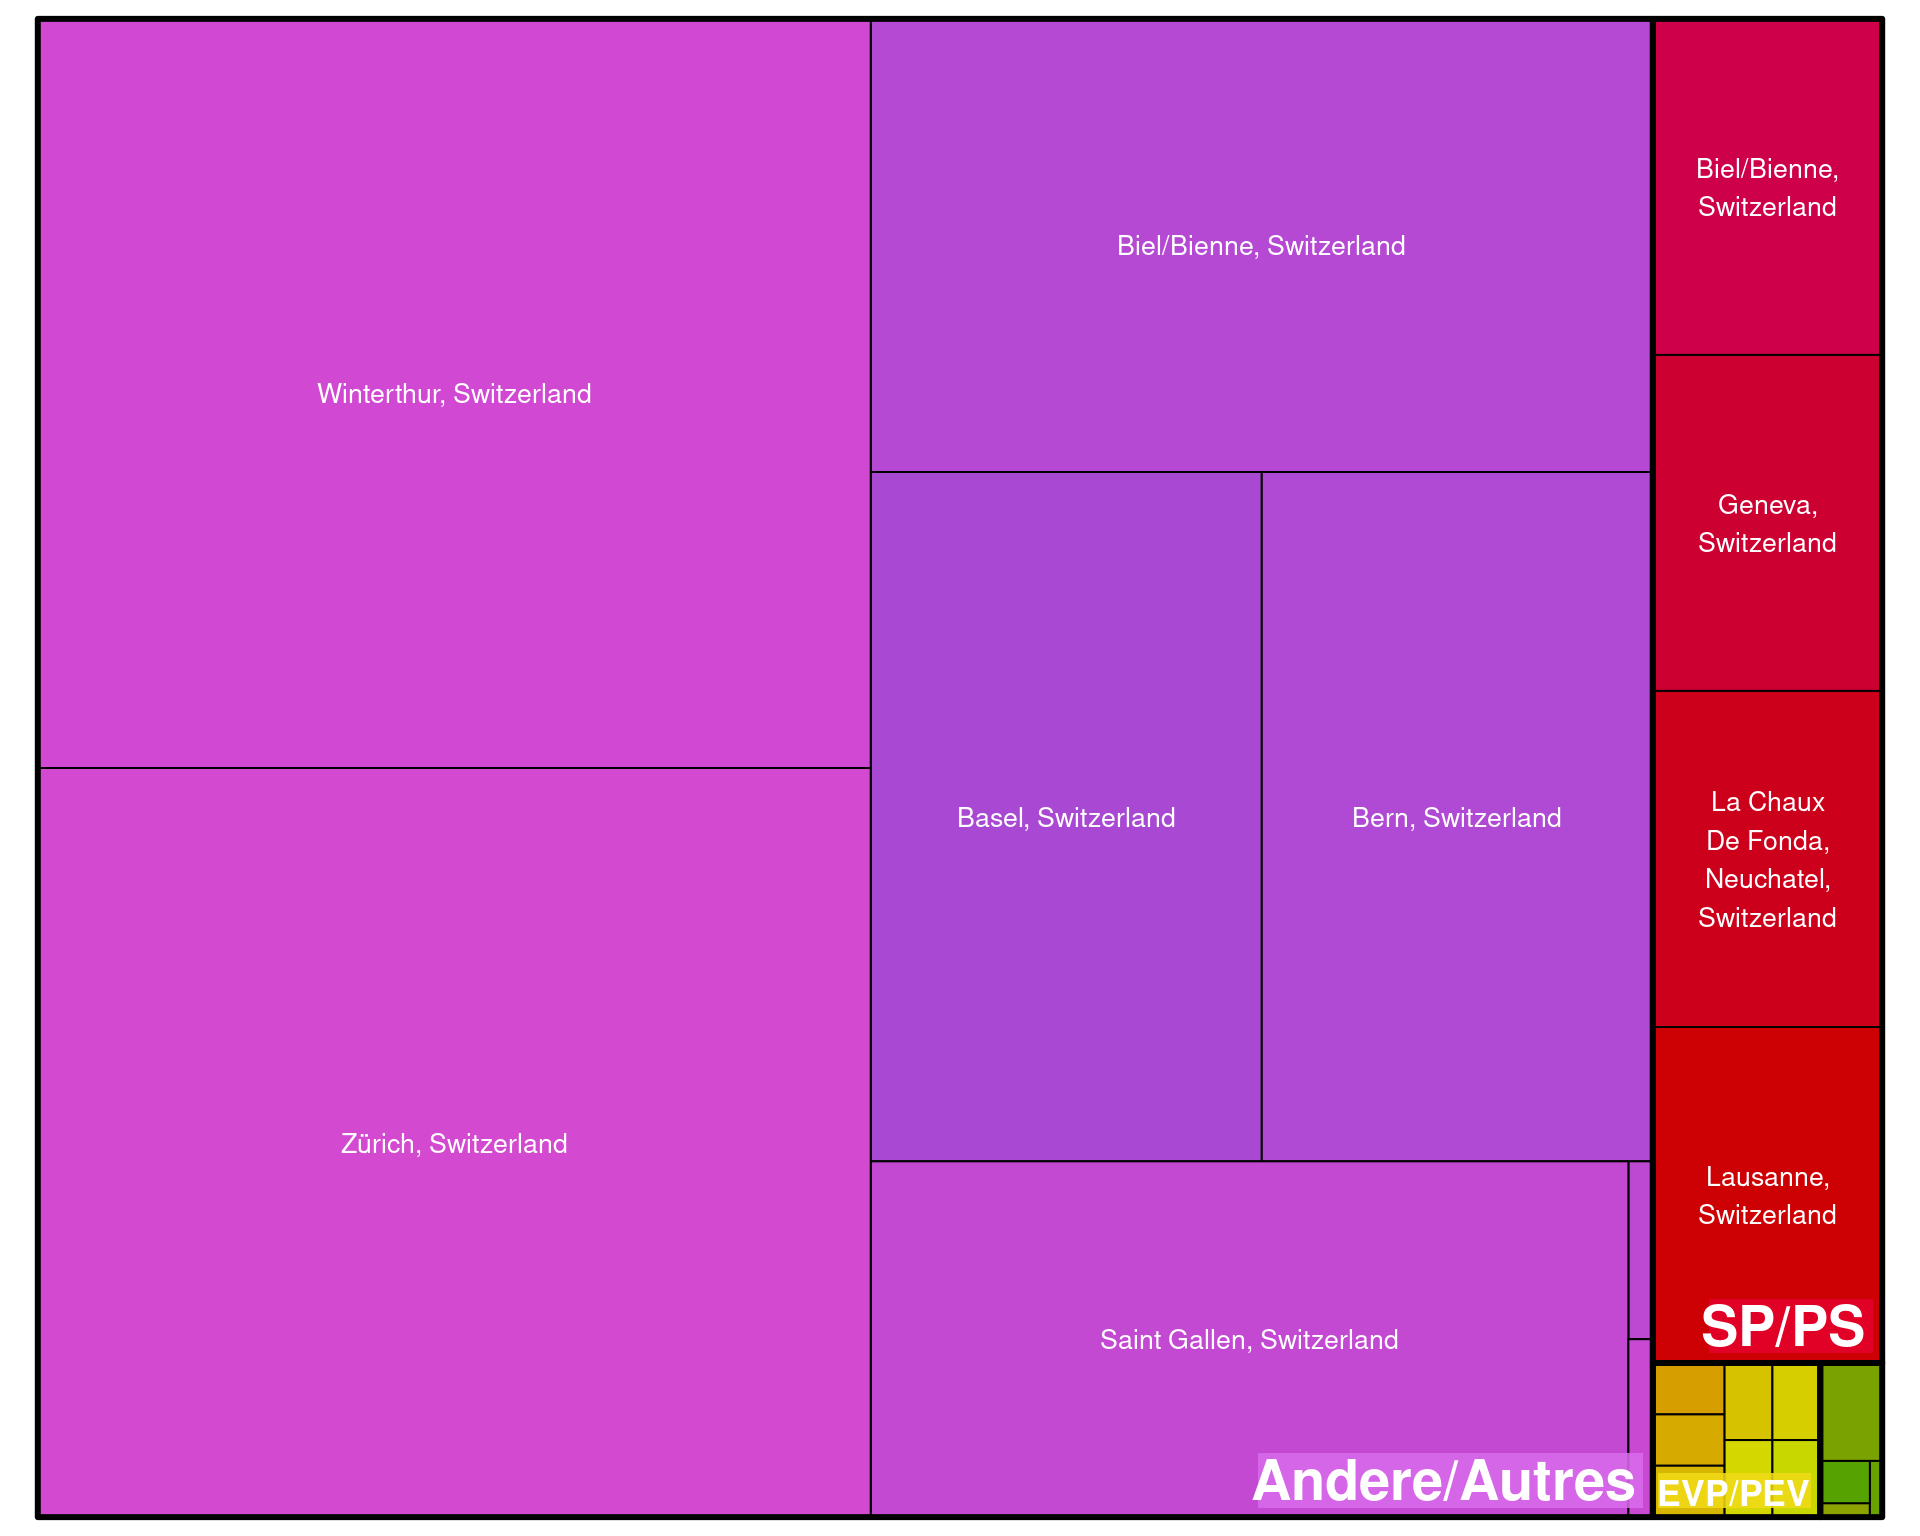 Winterthur, Switzerland
Zürich, Switzerland
Biel/Bienne, Switzerland
Basel, Switzerland
Bern, Switzerland
Saint Gallen, Switzerland
Andere/Autres
Biel/Bienne,
Switzerland
Geneva,
Switzerland
La Chaux
De Fonda,
Neuchatel,
Switzerland
Lausanne,
Switzerland
SP/PS
EVP/PEV